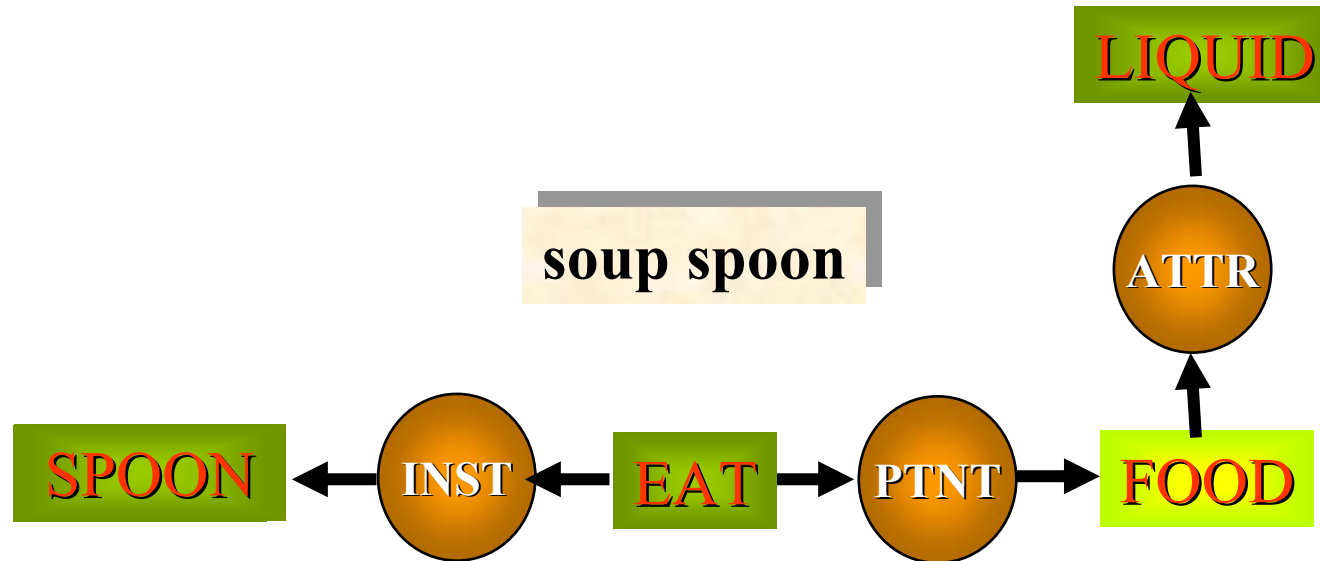 LIQUID
soup spoon
ATTR
SPOON
INST
EAT
PTNT
FOOD